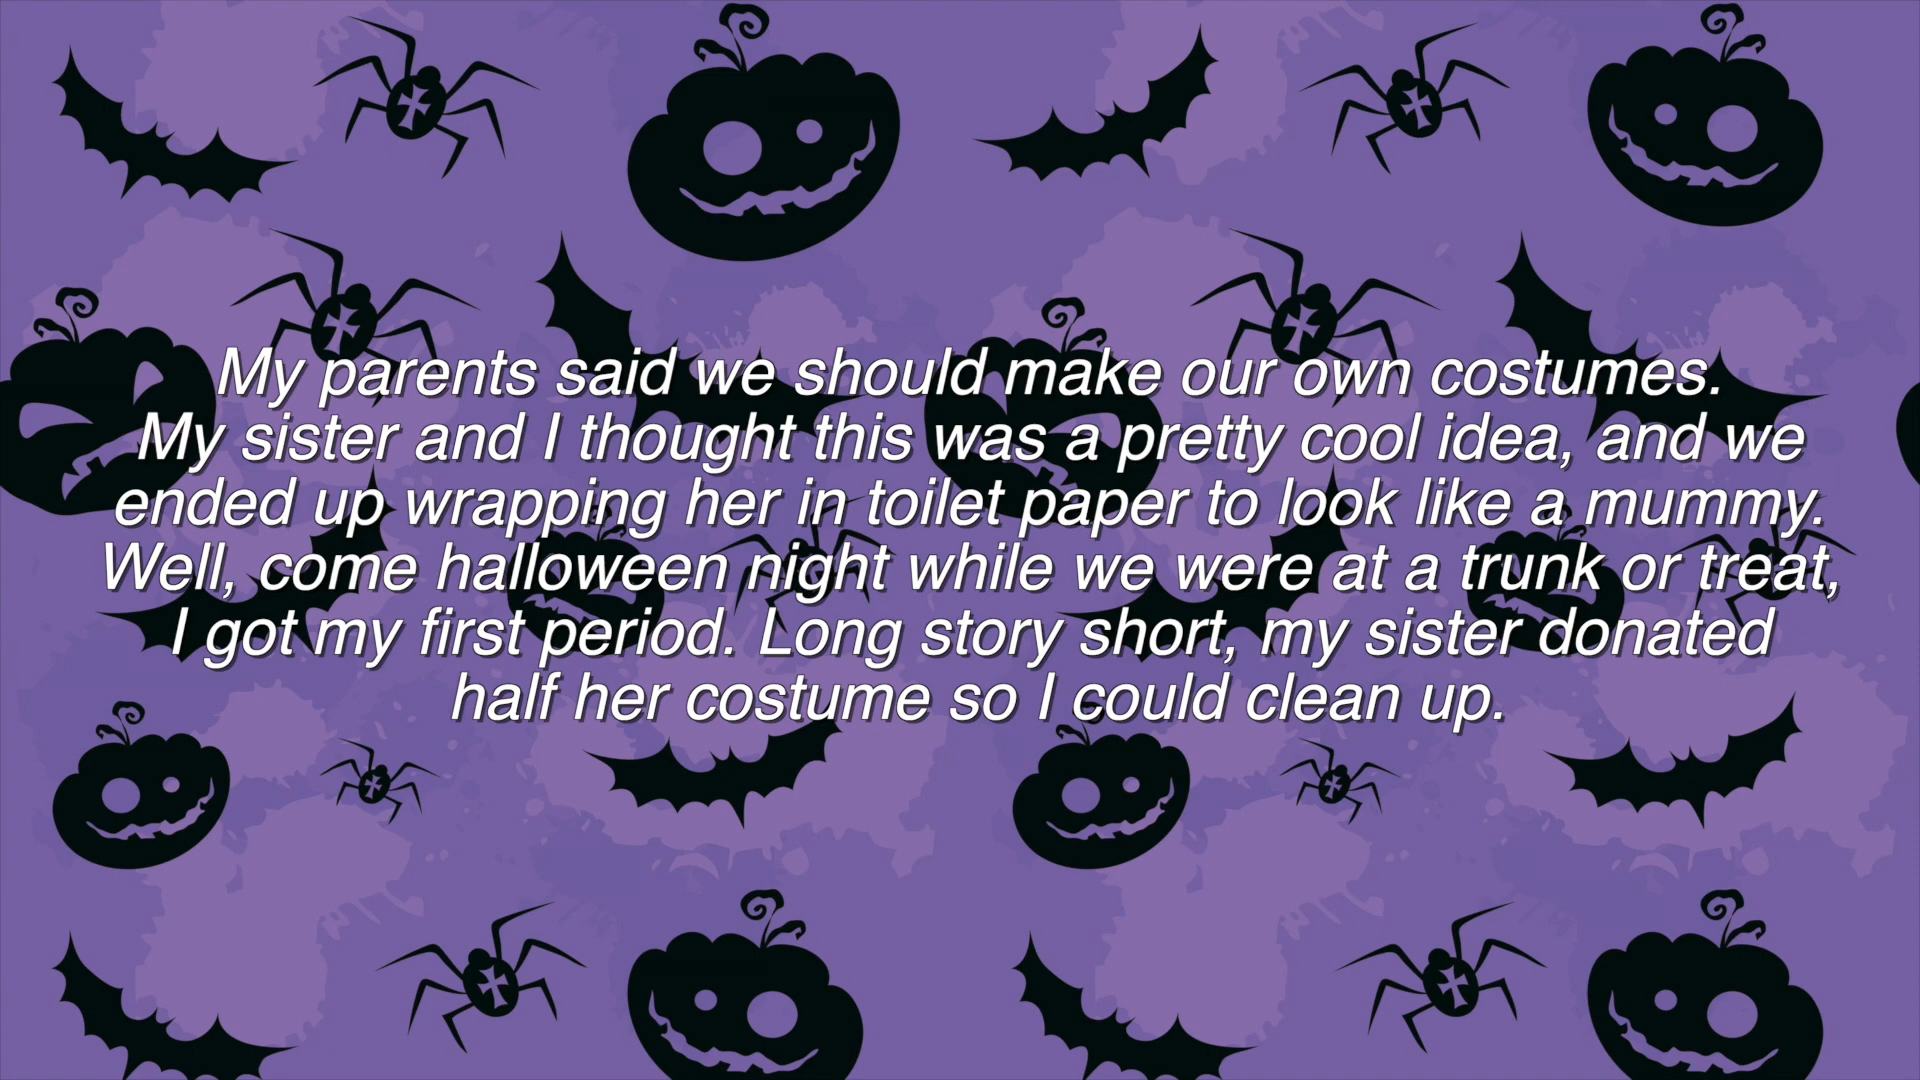 My parents said we should make our own costumes.
My sister and I thought this was a pretty cool idea, and we
ended up wrapping her in toilet paper to look like a mummy.
Well, come halloween night while we were at a trunk or treat,
I got my first period. Long story short, my sister donated
half her costume so I could clean up.